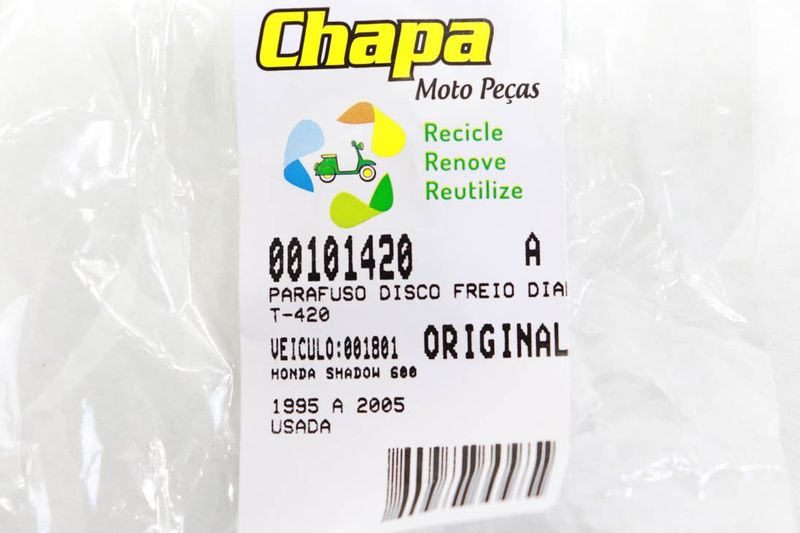 Chapa
Moto Peças
Recicle
Renove
Reutilize
00101420 A
PARAFUSO DISCO FREIO DIA
T-420
VEICULO:001801 ORIGINAL
HONDA SHADOW 600
1995 A 2005
USADA